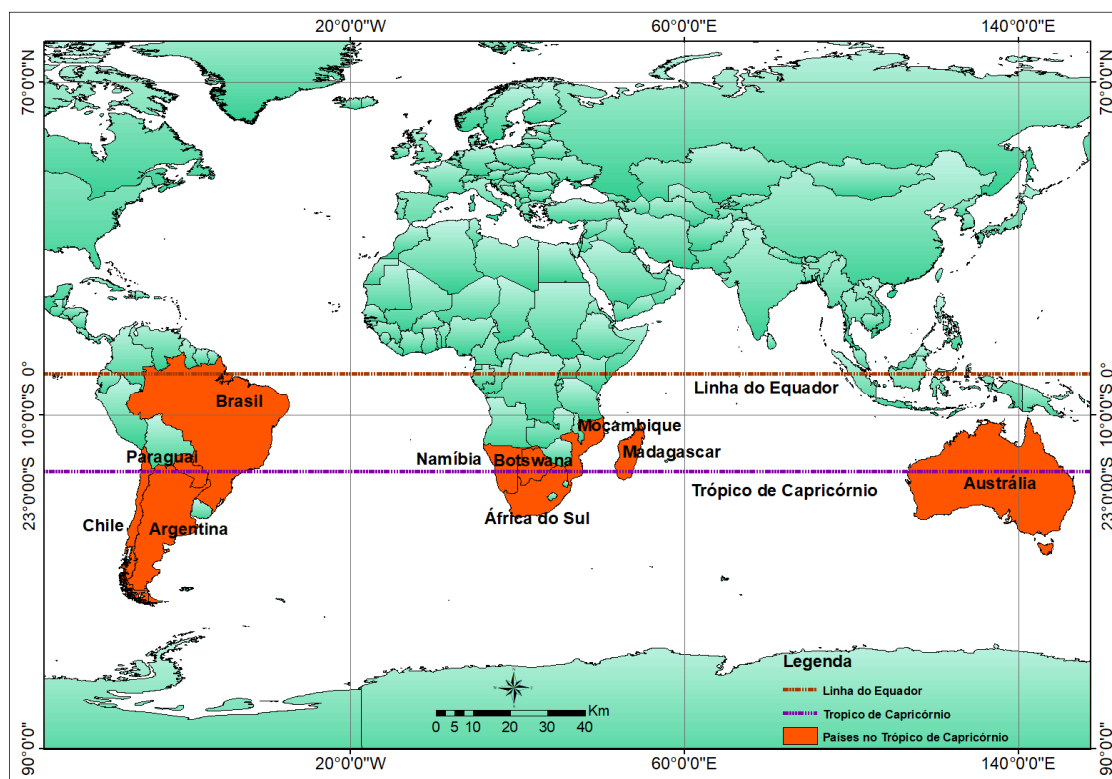 20°0'0"W 60°0'0"E 140°0'0"E
70°0'0"N 70°0'0"N
0° 0°
Linha do Equador
Brasil
10°0'0"S 10°0'0"S
Moçambique
Paraguai Namíbia Botswana Madagascar
23°0'0"S 23°0'0"S
Trópico de Capricórnio
Austrália
Chile Argentina África do Sul
Legenda
Linha do Equador
Tropico de Capricórnio
Países no Trópico de Capricórnio
Km
0 5 10 20 30 40
90°0'0" 90°0'0"
20°0'0"W 60°0'0"E 140°0'0"E